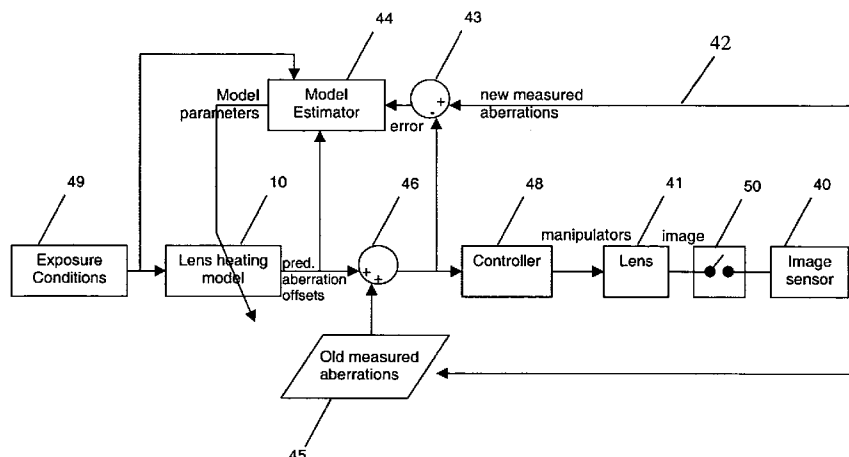 44
43
42
Model
parameters
Model
Estimator
+
-
error
new measured
aberrations
49
10
46
48
41
50
40
manipulators
image
Exposure
Conditions
Lens heating
model
pred.
aberration
offsets
+
+
Controller
Lens
Image
sensor
Old measured
aberrations
45